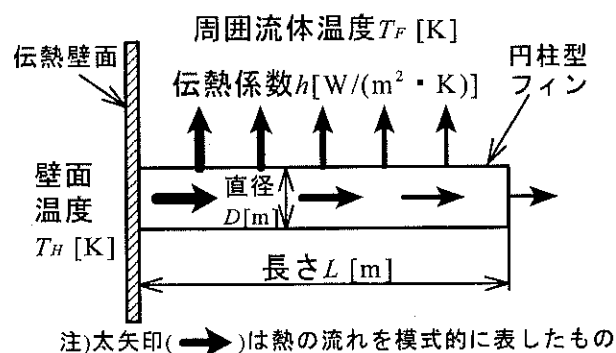 周囲流体温度TF [K]
伝熱壁面
円柱型
フィン
伝熱係数h[W/(m²・K)]
壁面
温度
TH [K]
直径
D[m]
長さL [m]
注)太矢印(➡)は熱の流れを模式的に表したもの